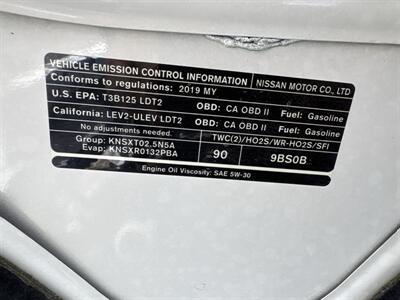 VEHICLE EMISSION CONTROL INFORMATION NISSAN MOTOR CO., LTD
Conforms to regulations: 2019 MY
U.S. EPA: T3B125 LDT2 OBD: CA OBD II Fuel: Gasoline
California: LEV2-ULEV LDT2 OBD: CA OBD II Fuel: Gasoline
No adjustments needed. TWC(2)/HO2S/WR-HO2S/SFI
Group: KNSXT02.5N5A
Evap: KNSXR0132PBA 90 9BS0B
Engine Oil Viscosity: SAE 5W-30